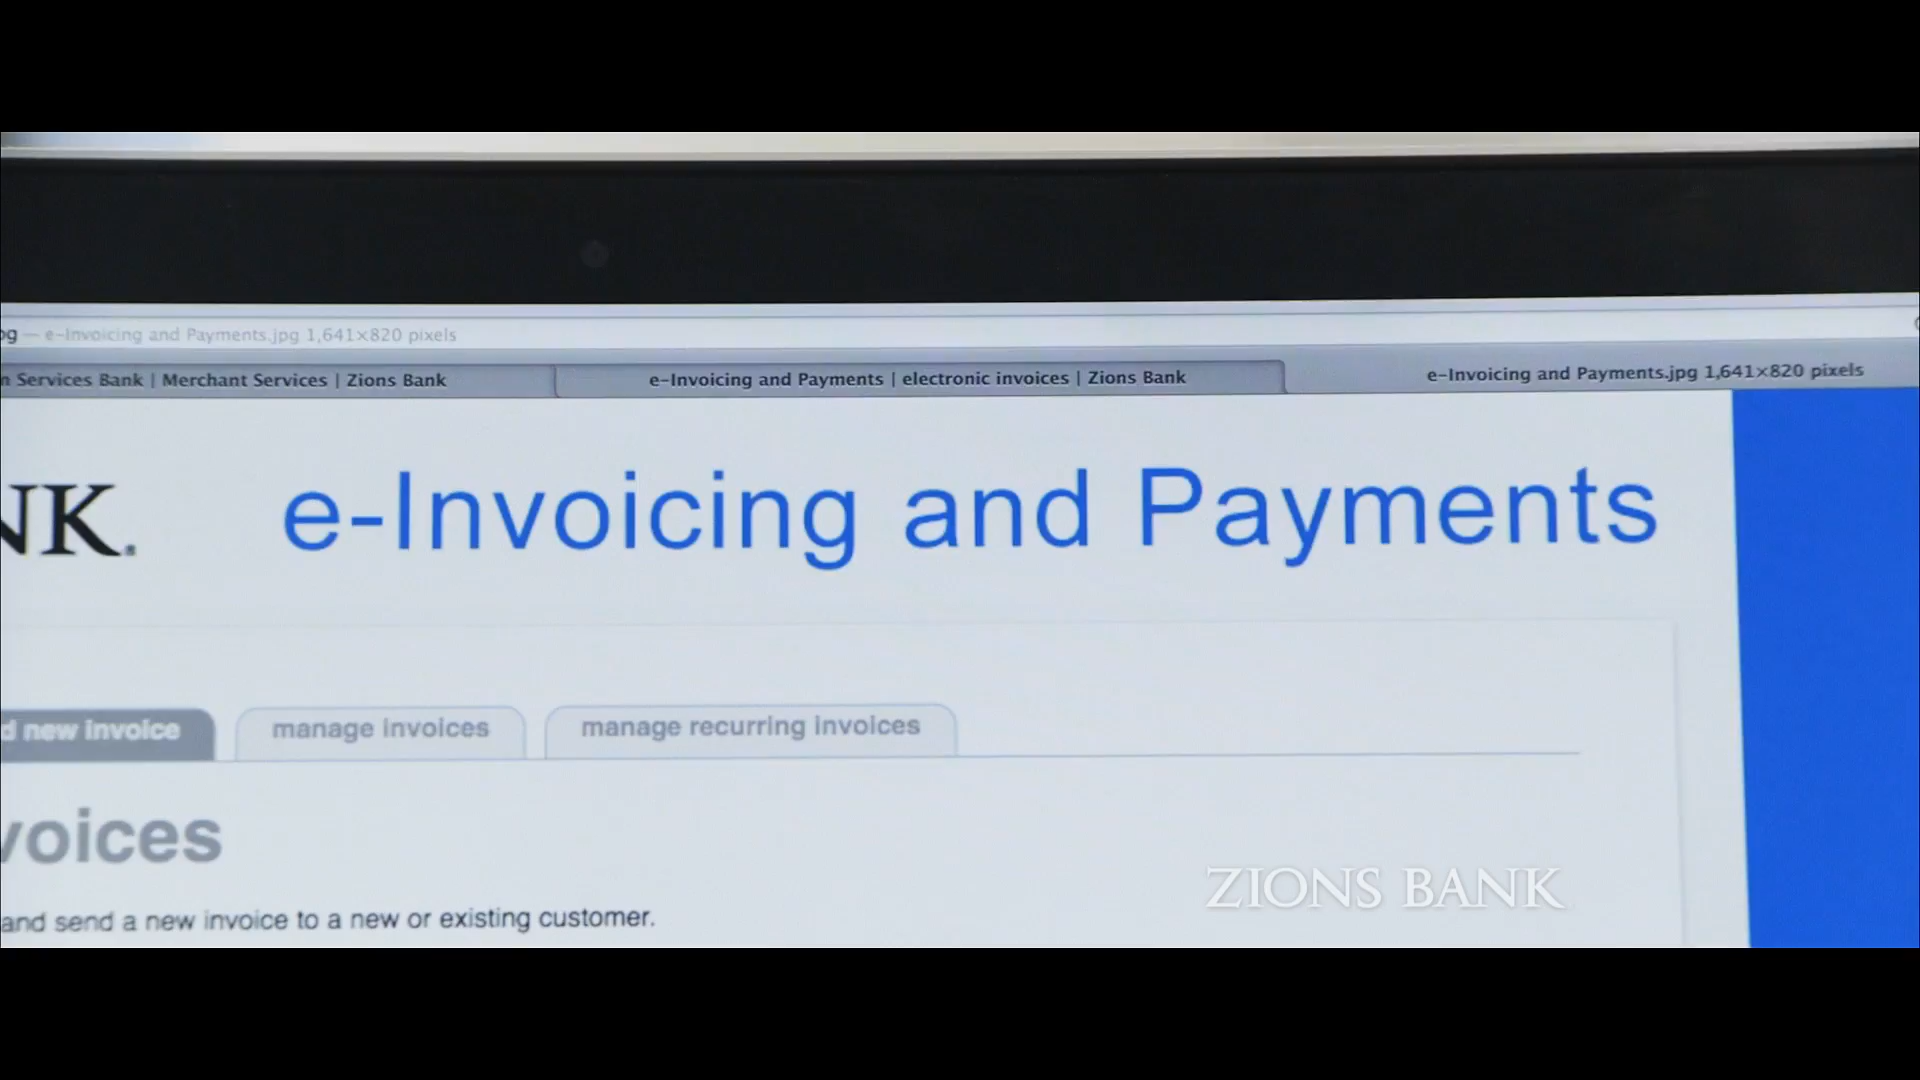 og — e-Invoicing and Payments.jpg 1,641×820 pixels
n Services Bank | Merchant Services | Zions Bank
e-Invoicing and Payments | electronic invoices | Zions Bank
e-Invoicing and Payments.jpg 1,641×820 pixels
NK.
e-Invoicing and Payments
d new invoice
manage invoices
manage recurring invoices
voices
and send a new invoice to a new or existing customer.
ZIONS BANK